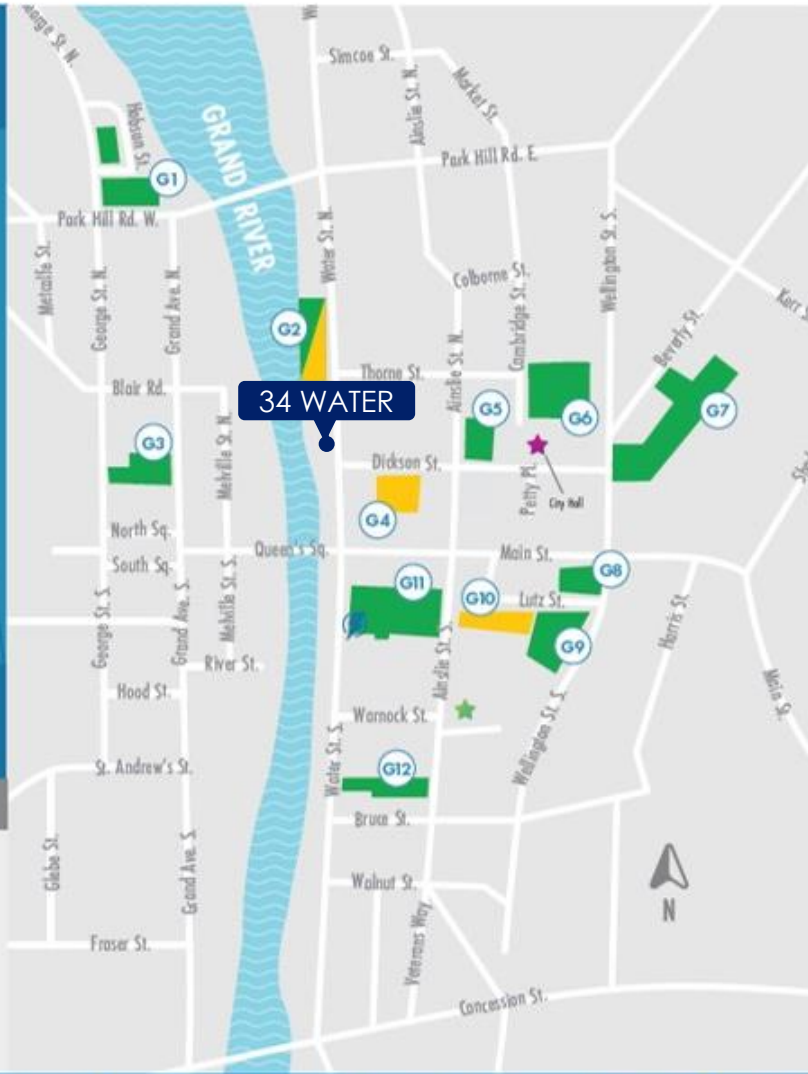 George St. N.
Simcoe St.
Ainslie St. N.
Market St.
Hobson St.
GRAND RIVER
Park Hill Rd. E.
G1
Park Hill Rd. W.
Metcalfe St.
George St. N.
Grand Ave. N.
Water St. N.
Colborne St.
Cambridge St.
Wellington St. S.
Kerr S
Beverly St.
G2
Thorne St.
Ainslie St. N.
Blair Rd.
34 WATER
G5
G6
G7
G3
Melville St. N.
Dickson St.
Petty Pl.
City Hall
G4
North Sq.
Queen's Sq.
Main St.
South Sq.
G11
G10
Lutz St.
G8
George St. S.
Grand Ave. S.
Melville St. S.
River St.
Ainslie St. S.
G9
Harris St.
Main St.
Hood St.
Warnock St.
Water St. S.
Wellington St. S.
St. Andrew's St.
G12
Bruce St.
Glebe St.
Grand Ave. S.
Walnut St.
N
Fraser St.
Veterans Way
Concession St.